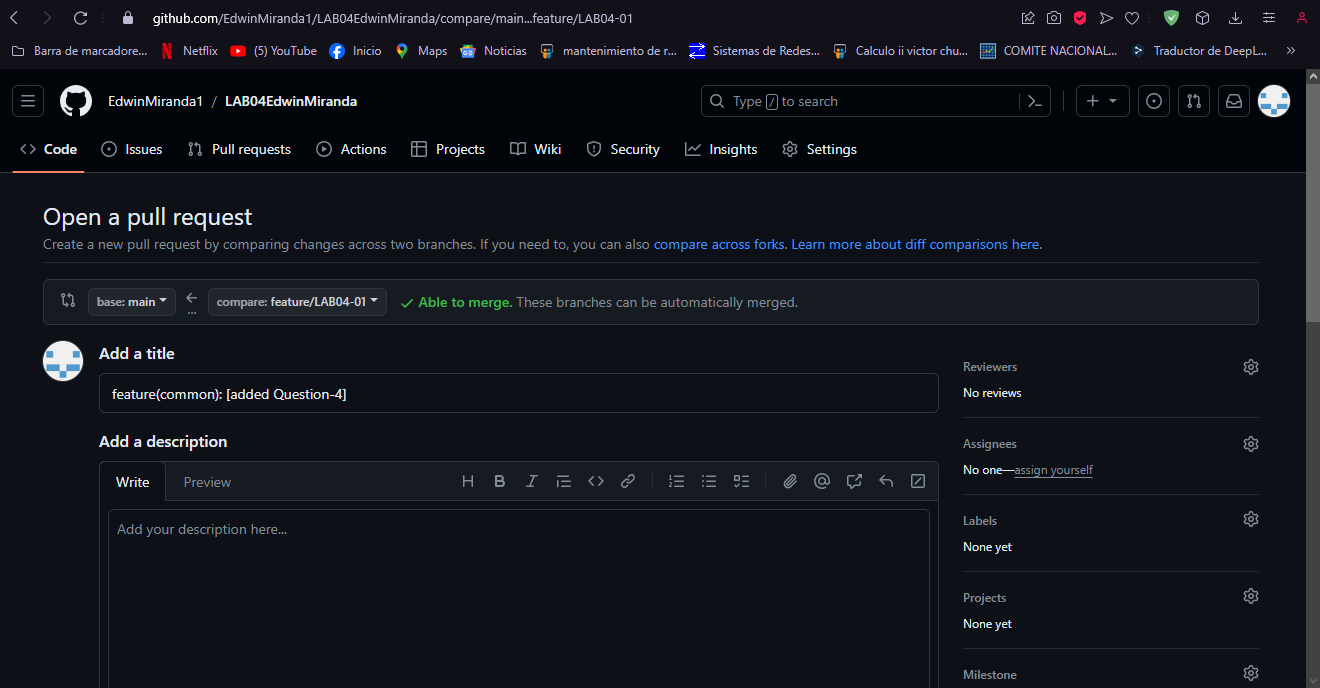 github.com/EdwinMiranda1/LAB04EdwinMiranda/compare/main...feature/LAB04-01
Barra de marcadore... Netflix (5) YouTube Inicio Maps Noticias mantenimiento de r... Sistemas de Redes... Calculo ii victor chu... COMITE NACIONAL... Traductor de DeepL... »
EdwinMiranda1 / LAB04EdwinMiranda
Type / to search
Code Issues Pull requests Actions Projects Wiki Security Insights Settings
Open a pull request
Create a new pull request by comparing changes across two branches. If you need to, you can also compare across forks. Learn more about diff comparisons here.
base: main ... compare: feature/LAB04-01 Able to merge. These branches can be automatically merged.
Add a title
feature(common): [added Question-4]
Add a description
Write Preview
Add your description here...
Reviewers
No reviews
Assignees
No one—assign yourself
Labels
None yet
Projects
None yet
Milestone